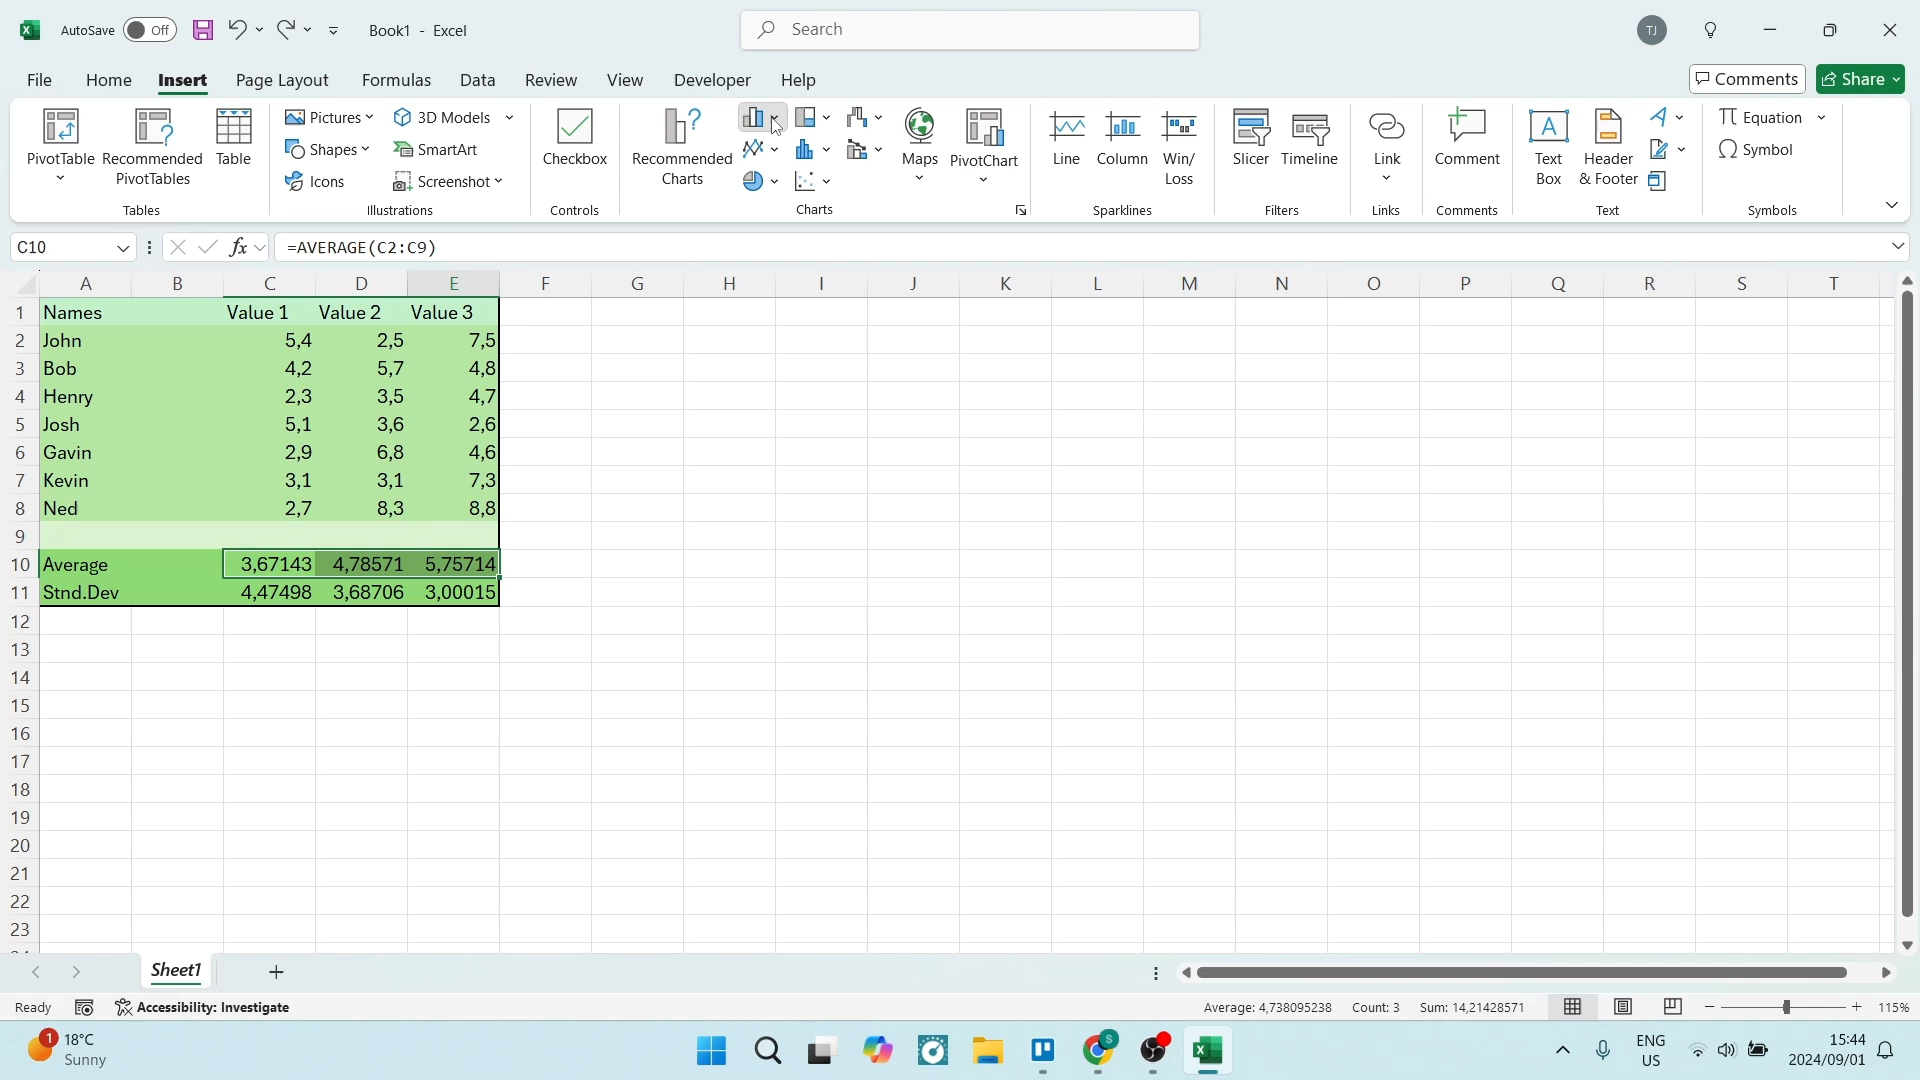 AutoSave Off Book1 - Excel Search TJ
File Home Insert Page Layout Formulas Data Review View Developer Help Comments Share
PivotTable Recommended PivotTables Table
Pictures 3D Models
Shapes SmartArt
Icons Screenshot
Checkbox
Recommended Charts
Maps PivotChart
Line Column Win/Loss
Slicer Timeline
Link
Comment
Text Box Header & Footer
Equation
Symbol
Tables Illustrations Controls Charts Sparklines Filters Links Comments Text Symbols
C10 fx =AVERAGE(C2:C9)
A B C D E F G H I J K L M N O P Q R S T
1 Names Value 1 Value 2 Value 3
2 John 5,4 2,5 7,5
3 Bob 4,2 5,7 4,8
4 Henry 2,3 3,5 4,7
5 Josh 5,1 3,6 2,6
6 Gavin 2,9 6,8 4,6
7 Kevin 3,1 3,1 7,3
8 Ned 2,7 8,3 8,8
9
10 Average 3,67143 4,78571 5,75714
11 Stnd.Dev 4,47498 3,68706 3,00015
12
13
14
15
16
17
18
19
20
21
22
23
Sheet1
Ready Accessibility: Investigate Average: 4,738095238 Count: 3 Sum: 14,21428571 115%
1 18°C
Sunny
S
ENG
US
15:44
2024/09/01